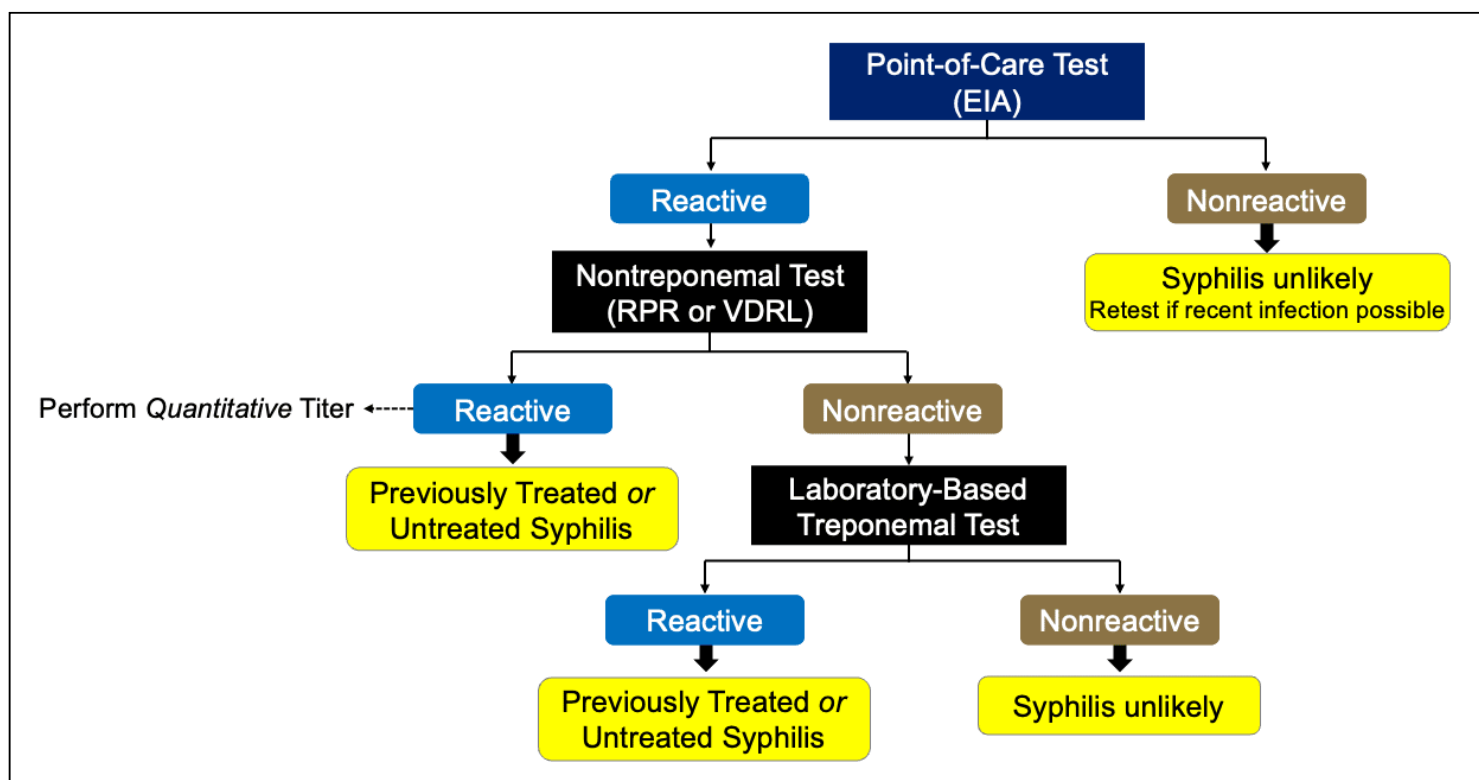 Point-of-Care Test
(EIA)
Reactive
Nonreactive
Nontreponemal Test
(RPR or VDRL)
Syphilis unlikely
Retest if recent infection possible
Perform Quantitative Titer
Reactive
Nonreactive
Previously Treated or
Untreated Syphilis
Laboratory-Based
Treponemal Test
Reactive
Nonreactive
Previously Treated or
Untreated Syphilis
Syphilis unlikely